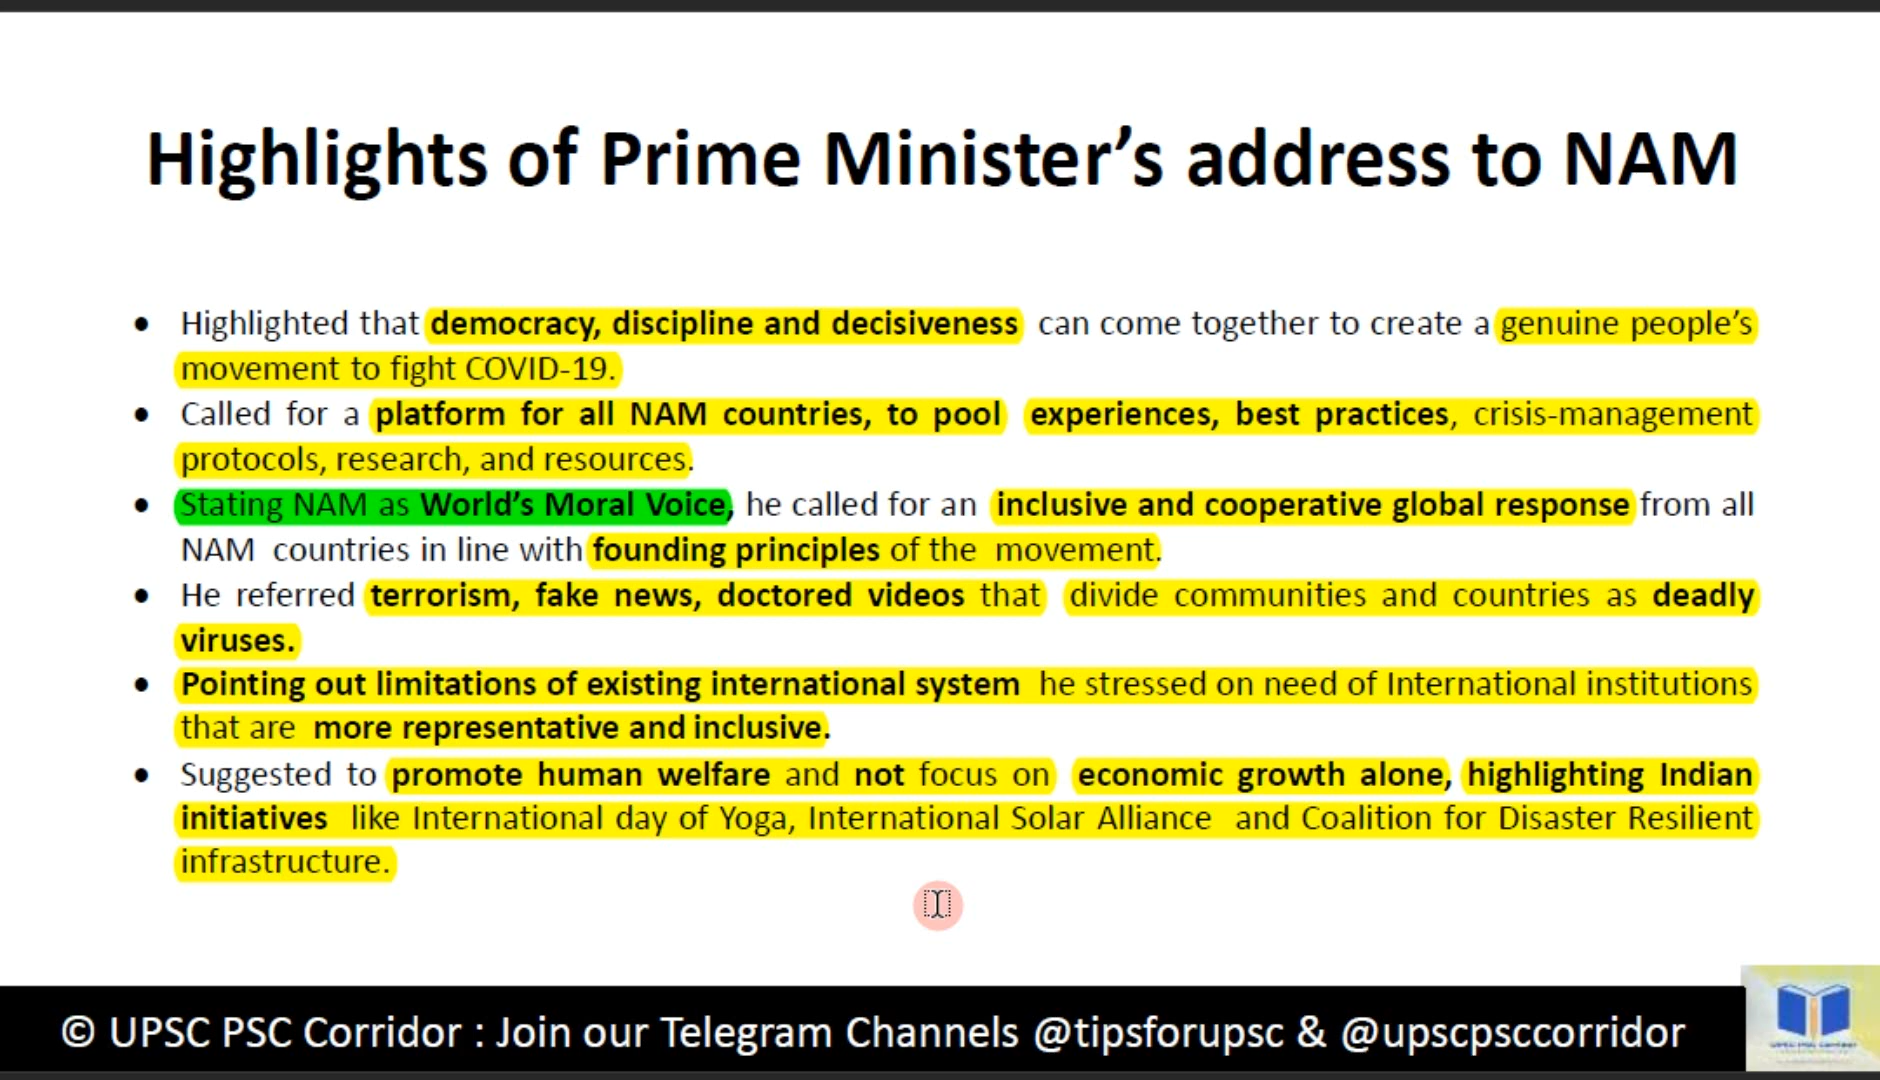 Highlights of Prime Minister’s address to NAM
• Highlighted that democracy, discipline and decisiveness can come together to create a genuine people’s
movement to fight COVID-19.
• Called for a platform for all NAM countries, to pool experiences, best practices, crisis-management
protocols, research, and resources.
• Stating NAM as World’s Moral Voice, he called for an inclusive and cooperative global response from all
NAM countries in line with founding principles of the movement.
• He referred terrorism, fake news, doctored videos that divide communities and countries as deadly
viruses.
• Pointing out limitations of existing international system he stressed on need of International institutions
that are more representative and inclusive.
• Suggested to promote human welfare and not focus on economic growth alone, highlighting Indian
initiatives like International day of Yoga, International Solar Alliance and Coalition for Disaster Resilient
infrastructure.
© UPSC PSC Corridor : Join our Telegram Channels @tipsforupsc & @upscpsccorridor
UPSC PSC Corridor